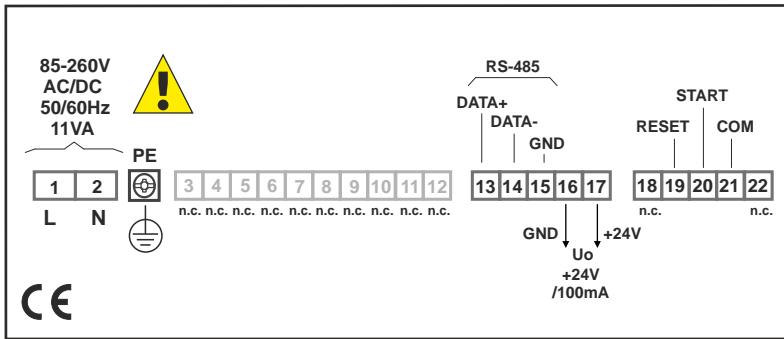 85-260V
AC/DC
50/60Hz
11VA
PE
1 2
L N
3 4 5 6 7 8 9 10 11 12
n.c. n.c. n.c. n.c. n.c. n.c. n.c. n.c. n.c. n.c.
RS-485
DATA+
DATA-
GND
13 14 15 16 17
GND +24V
Uo
+24V
/100mA
START
RESET COM
18 19 20 21 22
n.c. n.c.
CE